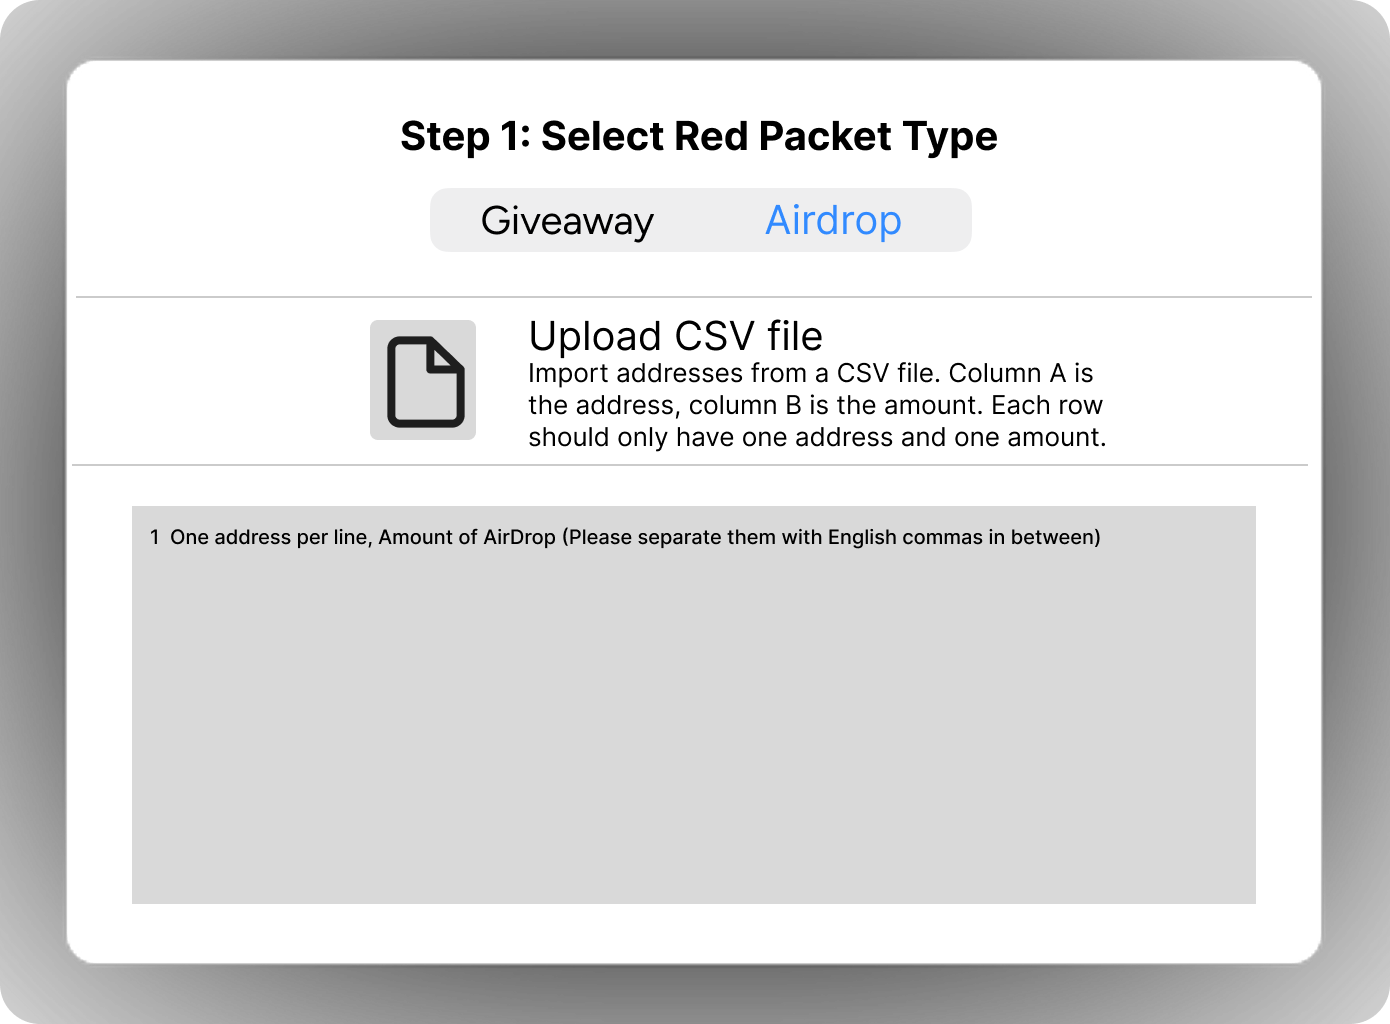 Step 1: Select Red Packet Type
Giveaway
Airdrop
Upload CSV file
Import addresses from a CSV file. Column A is
the address, column B is the amount. Each row
should only have one address and one amount.
1 One address per line, Amount of AirDrop (Please separate them with English commas in between)